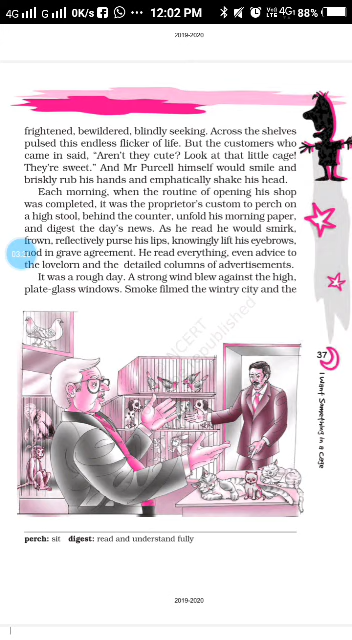 4G Gıll 0K/s ... 12:02 PM 4G1 88%
VoLTE
2019-2020
frightened, bewildered, blindly seeking. Across the shelves
pulsed this endless flicker of life. But the customers who
came in said, “Aren't they cute? Look at that little cage!
They're sweet.” And Mr Purcell himself would smile and
briskly rub his hands and emphatically shake his head.
Each morning, when the routine of opening his shop
was completed, it was the proprietor's custom to perch on
a high stool, behind the counter, unfold his morning paper,
and digest the day's news. As he read he would smirk,
frown, reflectively purse his lips, knowingly lift his eyebrows,
nod in grave agreement. He read everything, even advice to
the lovelorn and the detailed columns of advertisements.
It was a rough day. A strong wind blew against the high,
plate-glass windows. Smoke filmed the wintry city and the
NCERT
published
37
I Want Something in a Cage
perch: sit digest: read and understand fully
2019-2020